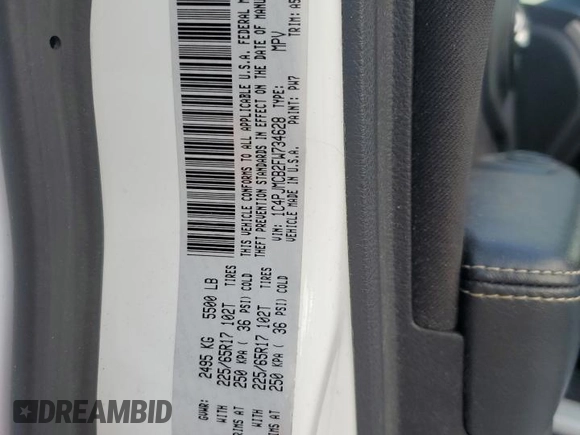 GVWR: 2495 KG 5500 LB
WITH 225/65R17 102T TIRES
RIMS AT 250 KPA ( 36 PSI) COLD
WITH 225/65R17 102T TIRES
RIMS AT 250 KPA ( 36 PSI) COLD
THIS VEHICLE CONFORMS TO ALL APPLICABLE U.S.A. FEDERAL M
THEFT PREVENTION STANDARDS IN EFFECT ON THE DATE OF MANU
VIN: 1C4PJMCB2FW734628 TYPE: MPV
VEHICLE MADE IN U.S.A. PAINT: PW7 TRIM: A5
DREAMBID